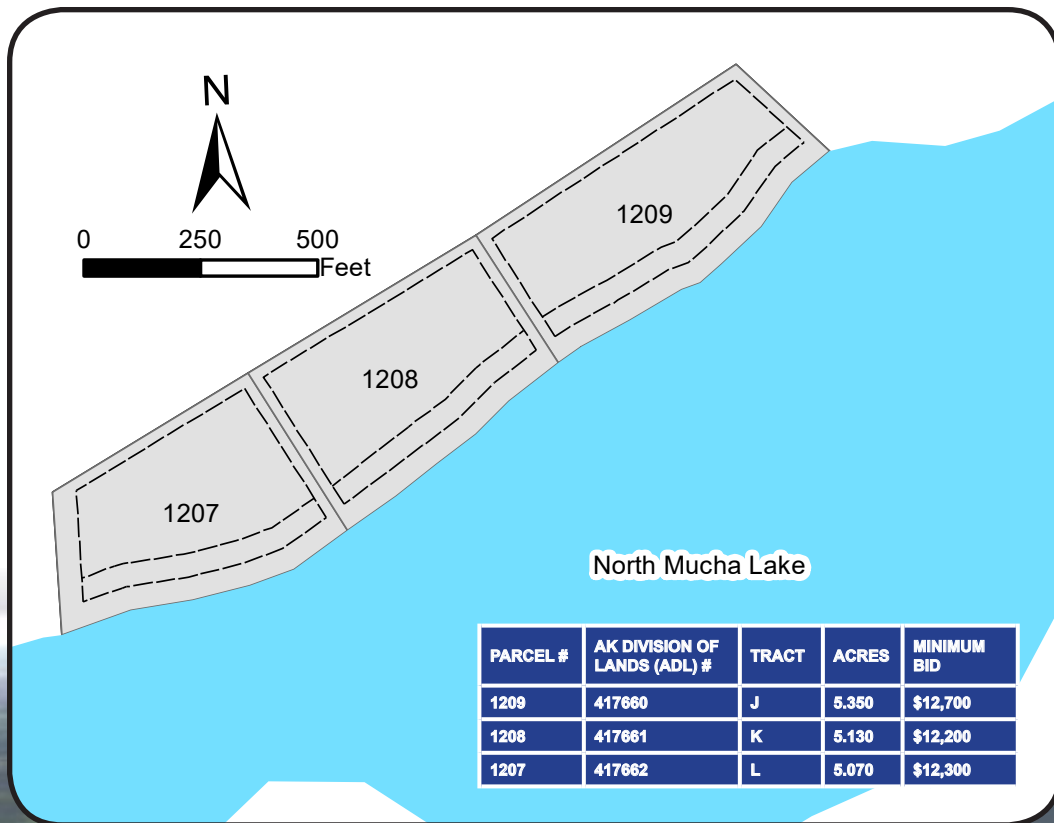 N
0 250 500
Feet
1209
1208
1207
North Mucha Lake
PARCEL # AK DIVISION OF LANDS (ADL) # TRACT ACRES MINIMUM BID
1209 417660 J 5.350 $12,700
1208 417661 K 5.130 $12,200
1207 417662 L 5.070 $12,300